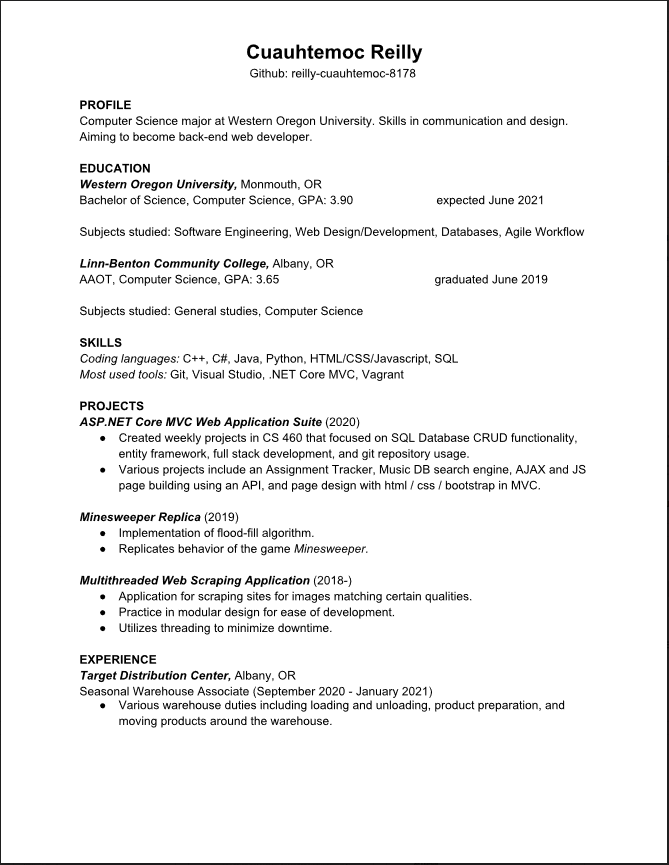 Cuauhtemoc Reilly
Github: reilly-cuauhtemoc-8178
PROFILE
Computer Science major at Western Oregon University. Skills in communication and design.
Aiming to become back-end web developer.
EDUCATION
Western Oregon University, Monmouth, OR
Bachelor of Science, Computer Science, GPA: 3.90 expected June 2021
Subjects studied: Software Engineering, Web Design/Development, Databases, Agile Workflow
Linn-Benton Community College, Albany, OR
AAOT, Computer Science, GPA: 3.65 graduated June 2019
Subjects studied: General studies, Computer Science
SKILLS
Coding languages: C++, C#, Java, Python, HTML/CSS/Javascript, SQL
Most used tools: Git, Visual Studio, .NET Core MVC, Vagrant
PROJECTS
ASP.NET Core MVC Web Application Suite (2020)
● Created weekly projects in CS 460 that focused on SQL Database CRUD functionality,
entity framework, full stack development, and git repository usage.
● Various projects include an Assignment Tracker, Music DB search engine, AJAX and JS
page building using an API, and page design with html / css / bootstrap in MVC.
Minesweeper Replica (2019)
● Implementation of flood-fill algorithm.
● Replicates behavior of the game Minesweeper.
Multithreaded Web Scraping Application (2018-)
● Application for scraping sites for images matching certain qualities.
● Practice in modular design for ease of development.
● Utilizes threading to minimize downtime.
EXPERIENCE
Target Distribution Center, Albany, OR
Seasonal Warehouse Associate (September 2020 - January 2021)
● Various warehouse duties including loading and unloading, product preparation, and
moving products around the warehouse.